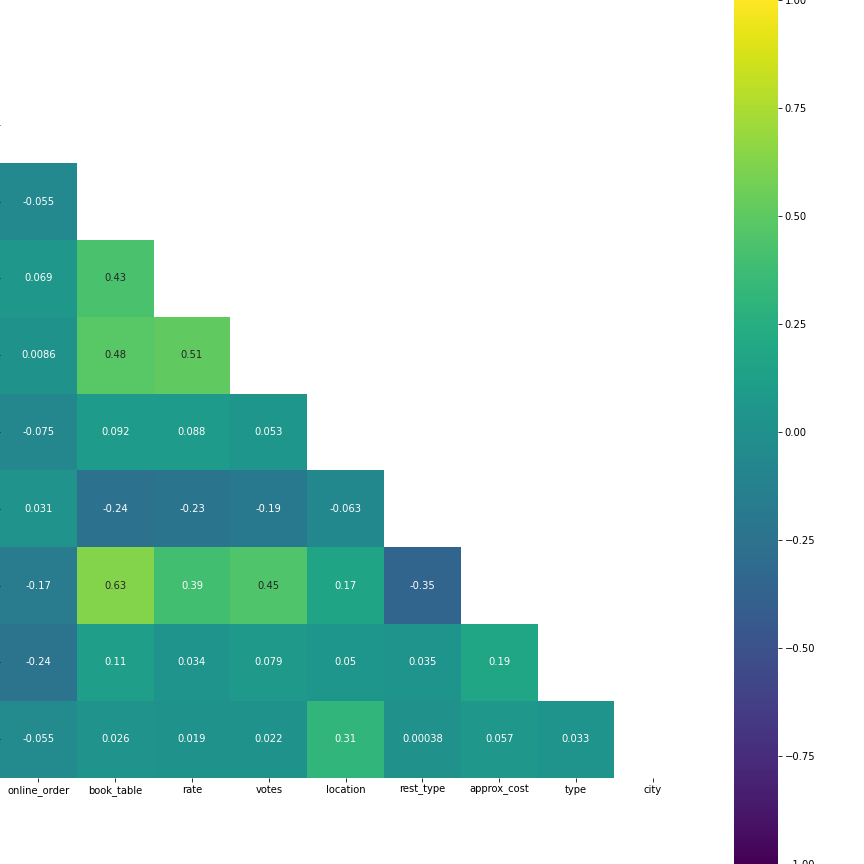 1.00
0.75
-0.055
0.50
0.069 0.43
0.0086 0.48 0.51
0.25
-0.075 0.092 0.088 0.053
0.00
0.031 -0.24 -0.23 -0.19 -0.063
−0.25
-0.17 0.63 0.39 0.45 0.17 -0.35
−0.50
-0.24 0.11 0.034 0.079 0.05 0.035 0.19
-0.055 0.026 0.019 0.022 0.31 0.00038 0.057 0.033
−0.75
online_order book_table rate votes location rest_type approx_cost type city
−1.00